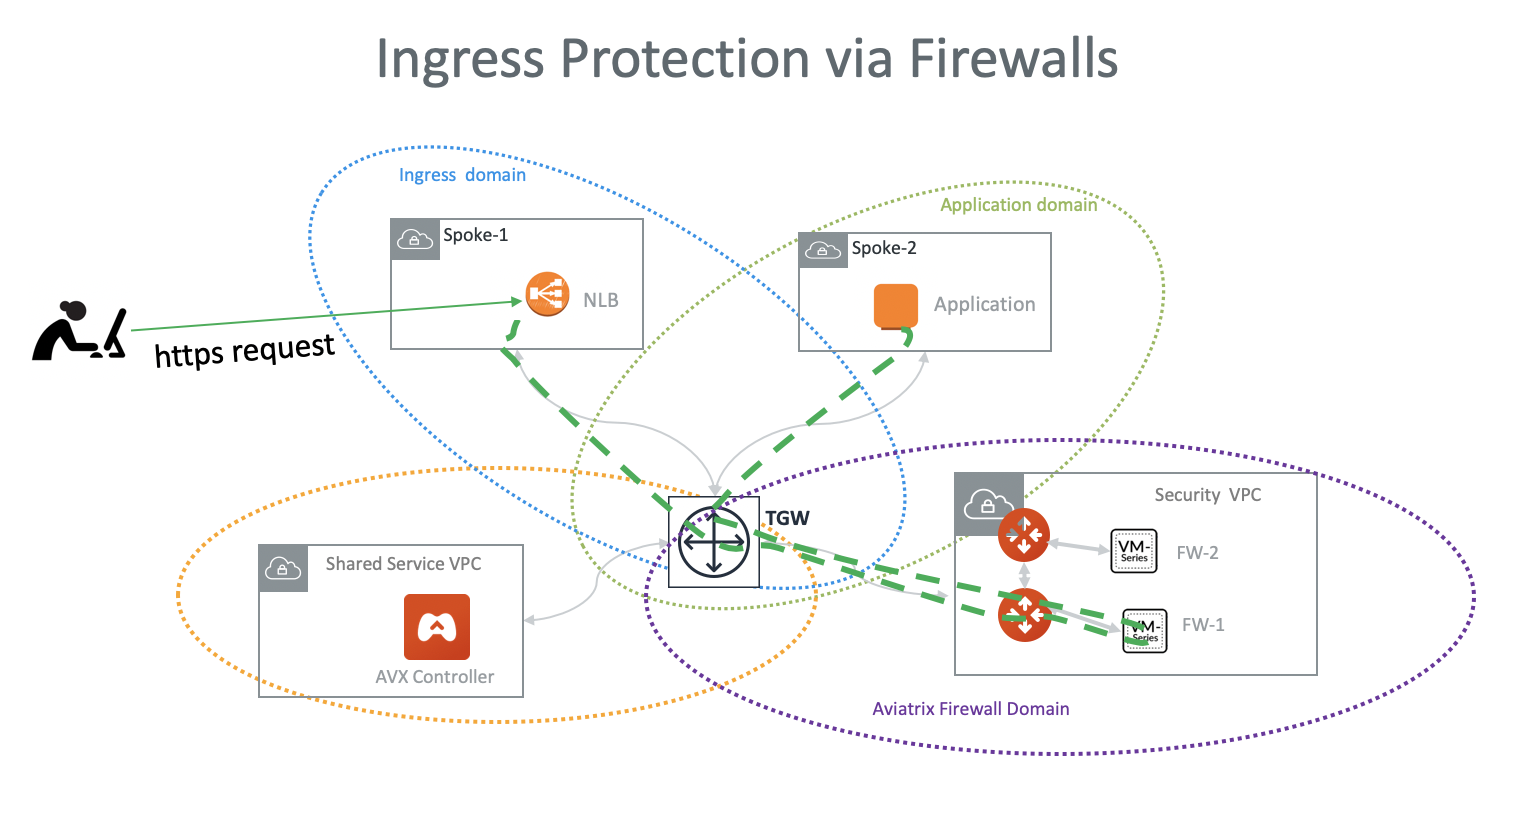 Ingress Protection via Firewalls
Ingress domain
Application domain
Spoke-1
Spoke-2
NLB
Application
https request
TGW
Security VPC
VM-
Series
FW-2
Shared Service VPC
VM-
Series
FW-1
AVX Controller
Aviatrix Firewall Domain